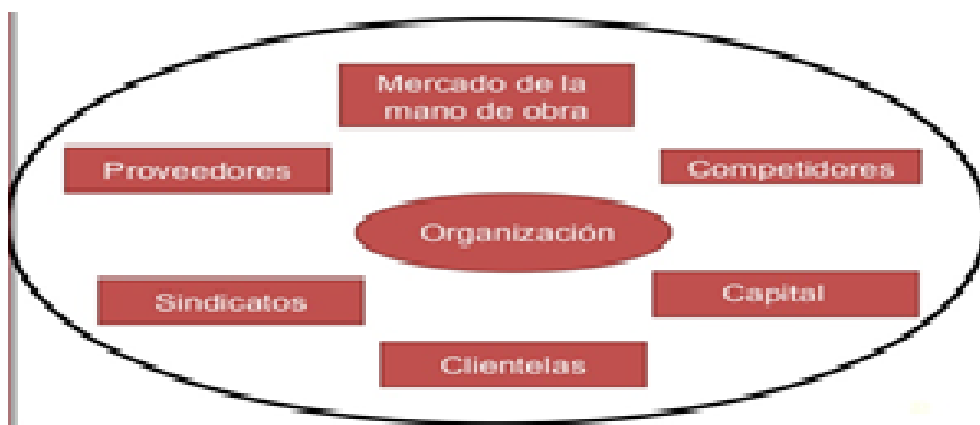 Mercado de la
mano de obra
Proveedores
Competidores
Organización
Sindicatos
Capital
Clientelas